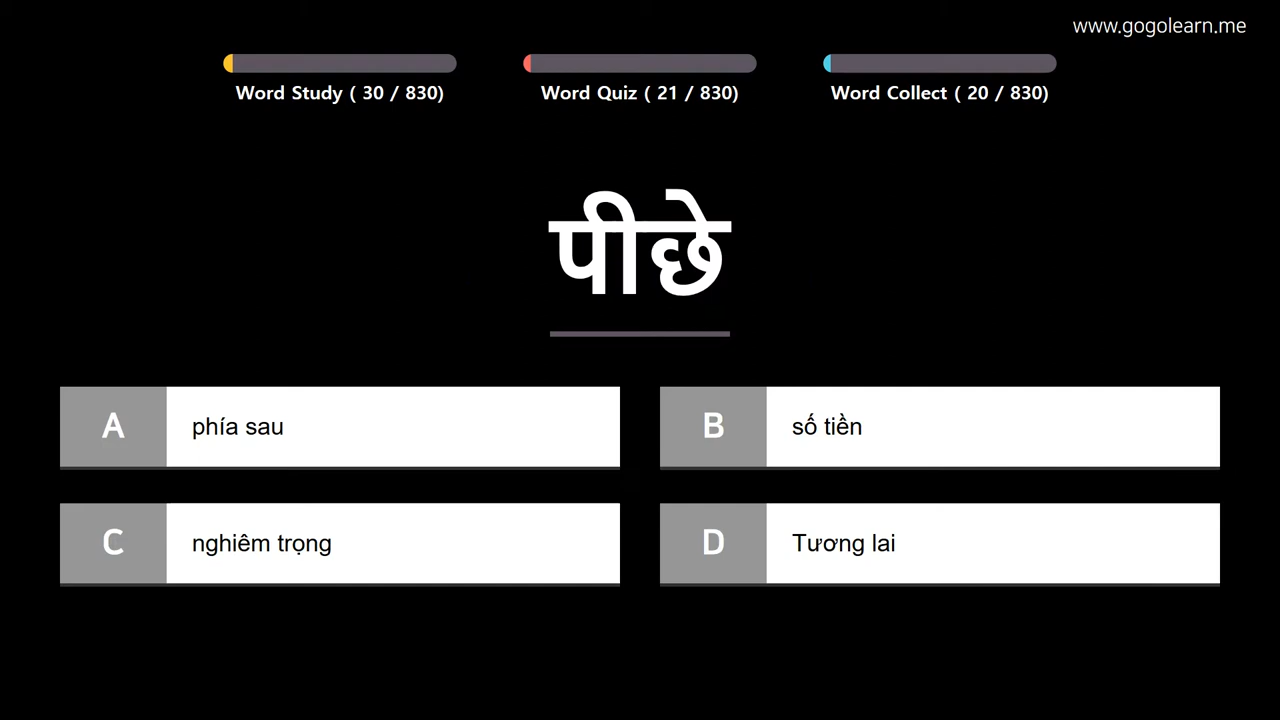 www.gogolearn.me
Word Study ( 30 / 830)
Word Quiz ( 21 / 830)
Word Collect ( 20 / 830)
पीछे
A phía sau
B số tiền
C nghiêm trọng
D Tương lai